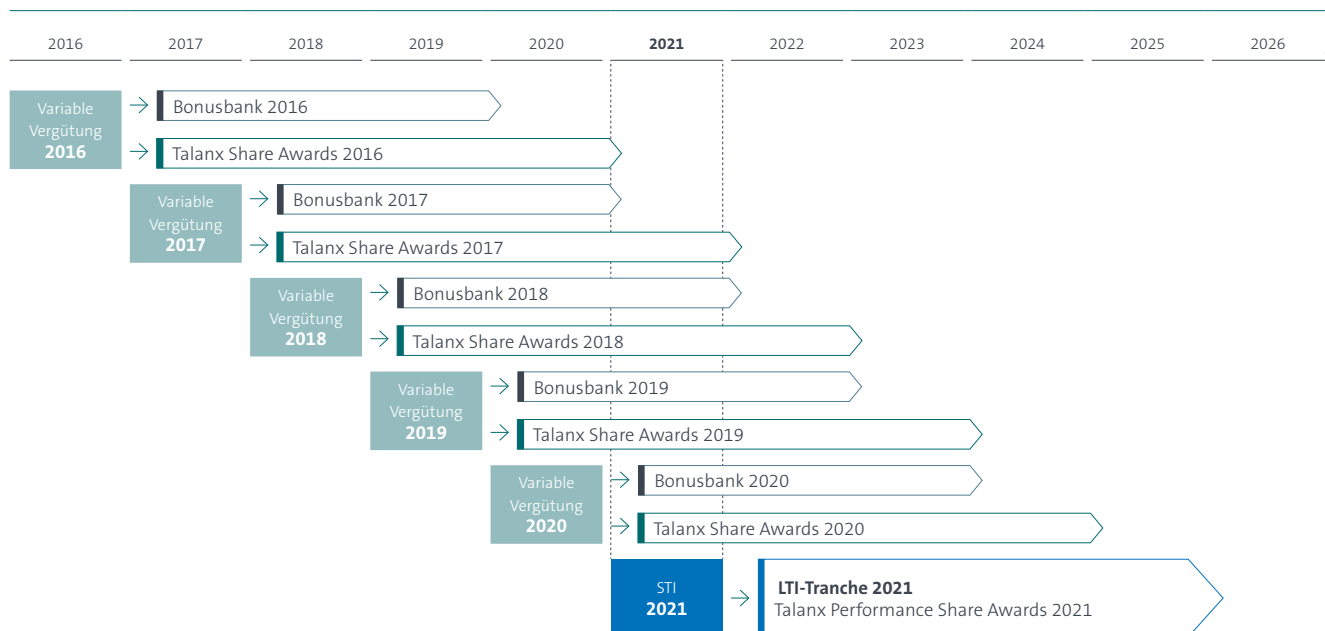 2016 2017 2018 2019 2020 2021 2022 2023 2024 2025 2026
Variable
Vergütung
2016
Bonusbank 2016
Talanx Share Awards 2016
Variable
Vergütung
2017
Bonusbank 2017
Talanx Share Awards 2017
Variable
Vergütung
2018
Bonusbank 2018
Talanx Share Awards 2018
Variable
Vergütung
2019
Bonusbank 2019
Talanx Share Awards 2019
Variable
Vergütung
2020
Bonusbank 2020
Talanx Share Awards 2020
STI
2021
LTI-Tranche 2021
Talanx Performance Share Awards 2021